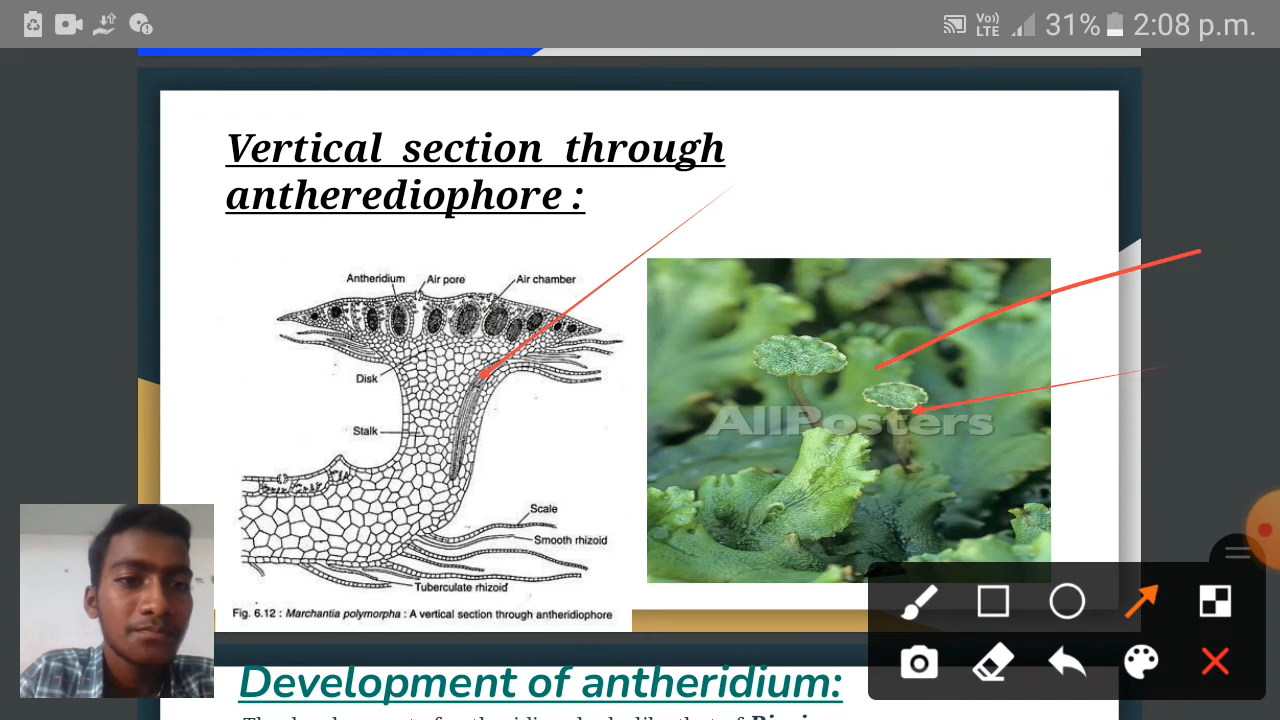 Vo))
LTE
31%
2:08 p.m.
Vertical section through
antherediophore :
Antheridium
Air pore
Air chamber
Disk
Stalk
Scale
Smooth rhizoid
Tuberculate rhizoid
Fig. 6.12 : Marchantia polymorpha : A vertical section through antheridiophore
AllPosters
Development of antheridium: